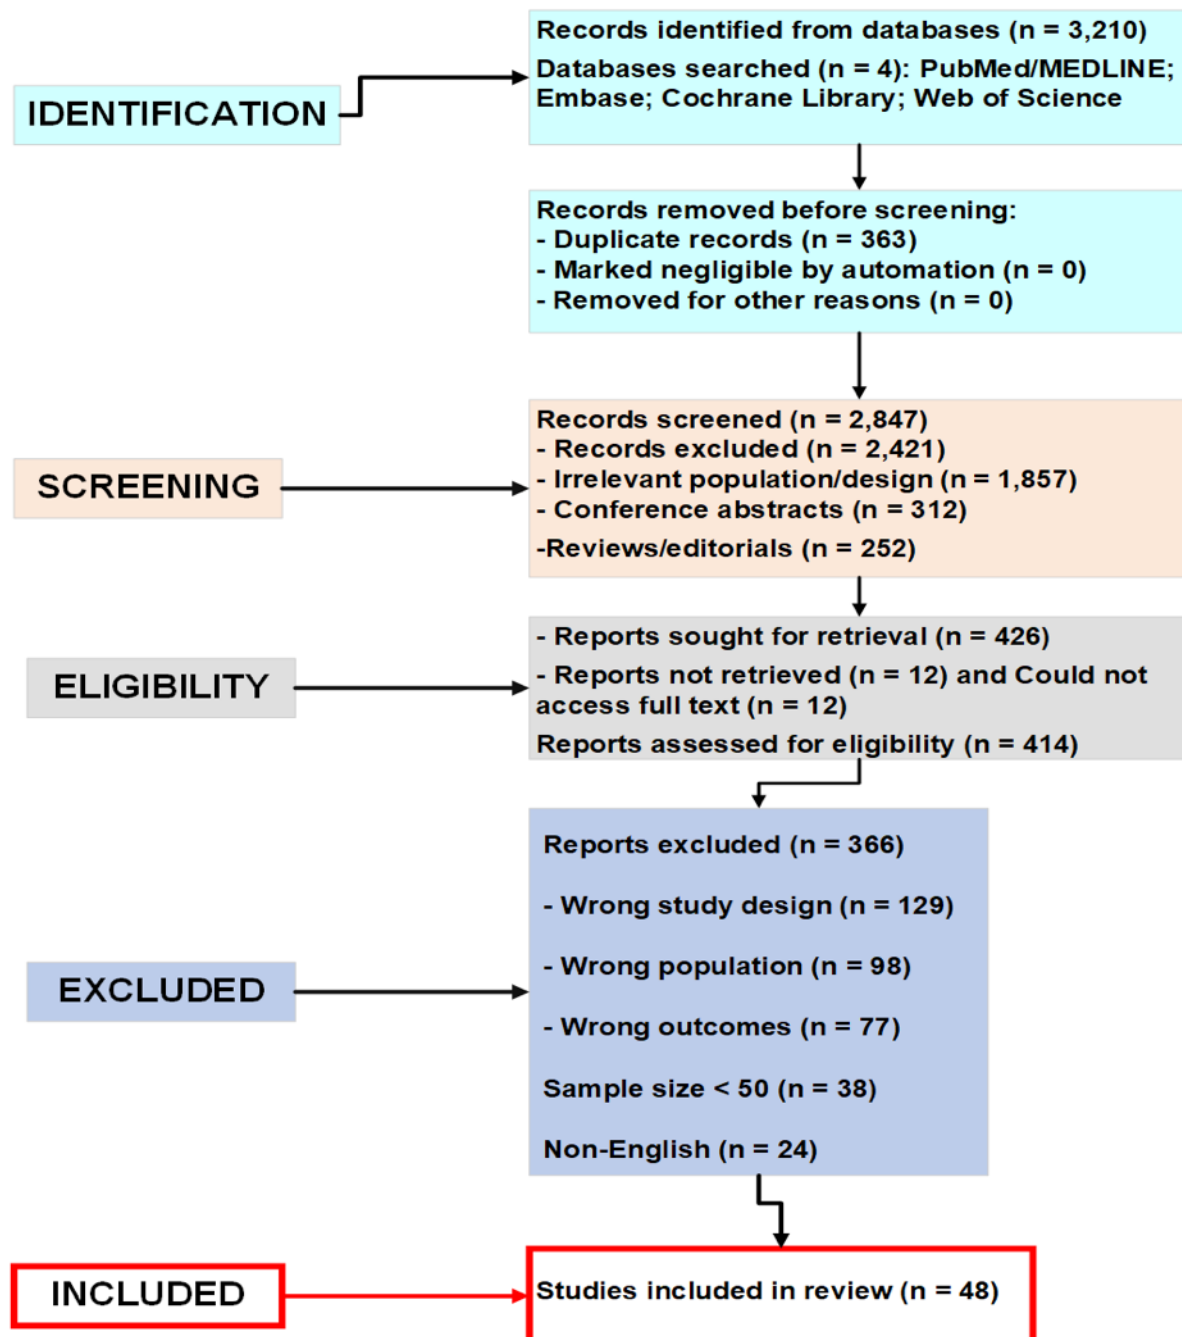 Records identified from databases (n = 3,210)
Databases searched (n = 4): PubMed/MEDLINE;
Embase; Cochrane Library; Web of Science
IDENTIFICATION
Records removed before screening:
- Duplicate records (n = 363)
- Marked negligible by automation (n = 0)
- Removed for other reasons (n = 0)
Records screened (n = 2,847)
- Records excluded (n = 2,421)
- Irrelevant population/design (n = 1,857)
- Conference abstracts (n = 312)
-Reviews/editorials (n = 252)
SCREENING
- Reports sought for retrieval (n = 426)
- Reports not retrieved (n = 12) and Could not
access full text (n = 12)
Reports assessed for eligibility (n = 414)
ELIGIBILITY
Reports excluded (n = 366)
- Wrong study design (n = 129)
- Wrong population (n = 98)
- Wrong outcomes (n = 77)
Sample size < 50 (n = 38)
Non-English (n = 24)
EXCLUDED
INCLUDED
Studies included in review (n = 48)